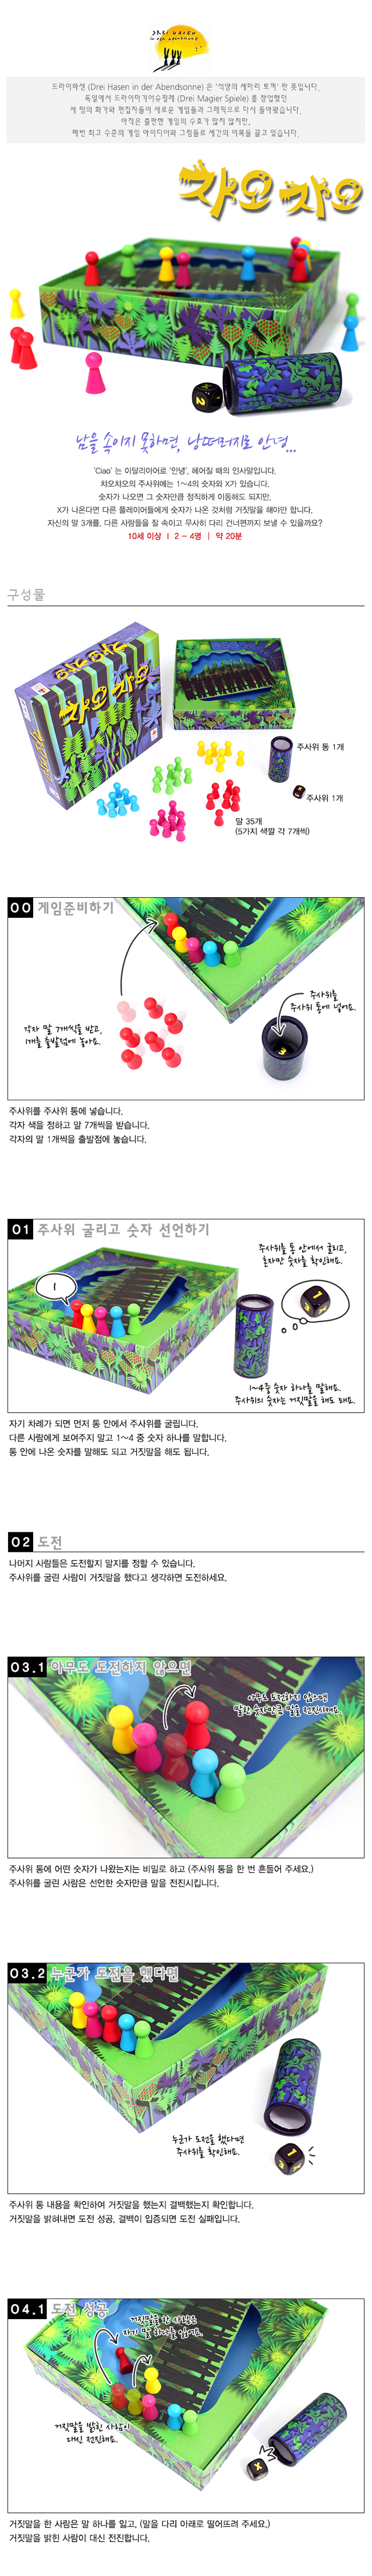 DREI HASEN
in der abendsonne
드라이하젠 (Drei Hasen in der Abendsonne) 은 '석양의 세마리 토끼' 란 뜻입니다.
독일에서 드라이마기어슈필레 (Drei Magier Spiele) 를 창업했던
세 명의 화가와 편집자들이 새로운 게임들과 그래픽으로 다시 돌아왔습니다.
아직은 출판한 게임의 수효가 많지 않지만,
매번 최고 수준의 게임 아이디어와 그림들로 세간의 이목을 끌고 있습니다.
챠오 챠오
남을 속이지 못하면, 낭떠러지로 안녕...
'Ciao' 는 이탈리아어로 '안녕', 헤어질 때의 인사말입니다.
챠오챠오의 주사위에는 1~4의 숫자와 X가 있습니다.
숫자가 나오면 그 숫자만큼 정직하게 이동해도 되지만,
X가 나온다면 다른 플레이어들에게 숫자가 나온 것처럼 거짓말을 해야만 합니다.
자신의 말 3개를, 다른 사람들을 잘 속이고 무사히 다리 건너편까지 보낼 수 있을까요?
10세 이상 | 2 - 4명 | 약 20분
구성물
챠오 챠오
주사위 통 1개
주사위 1개
말 35개
(5가지 색깔 각 7개씩)
00 게임준비하기
주사위를
주사위 통에 넣어요.
각자 말 7개씩을 받고,
1개를 출발점에 놓아요.
주사위를 주사위 통에 넣습니다.
각자 색을 정하고 말 7개씩을 받습니다.
각자의 말 1개씩을 출발점에 놓습니다.
01 주사위 굴리고 숫자 선언하기
주사위를 통 안에서 굴리고,
혼자만 숫자를 확인해요.
1
1
1~4중 숫자 하나를 말해요.
주사위의 숫자는 거짓말을 해도 돼요.
자기 차례가 되면 먼저 통 안에서 주사위를 굴립니다.
다른 사람에게 보여주지 말고 1~4 중 숫자 하나를 말합니다.
통 안에 나온 숫자를 말해도 되고 거짓말을 해도 됩니다.
02 도전
나머지 사람들은 도전할지 말지를 정할 수 있습니다.
주사위를 굴린 사람이 거짓말을 했다고 생각하면 도전하세요.
03.1 아무도 도전하지 않으면
아무도 도전하지 않으면
말한 숫자만큼 말을 전진시켜요.
주사위 통에 어떤 숫자가 나왔는지는 비밀로 하고 (주사위 통을 한 번 흔들어 주세요.)
주사위를 굴린 사람은 선언한 숫자만큼 말을 전진시킵니다.
03.2 누군가 도전을 했다면
누군가 도전을 했다면
주사위를 확인해요.
1
주사위 통 내용을 확인하여 거짓말을 했는지 결백했는지 확인합니다.
거짓말을 밝혀내면 도전 성공, 결백이 입증되면 도전 실패입니다.
04.1 도전 성공
거짓말을 한 사람은
자기 말 하나를 잃어요.
거짓말을 밝힌 사람이
대신 전진해요.
X
거짓말을 한 사람은 말 하나를 잃고, (말을 다리 아래로 떨어뜨려 주세요.)
거짓말을 밝힌 사람이 대신 전진합니다.